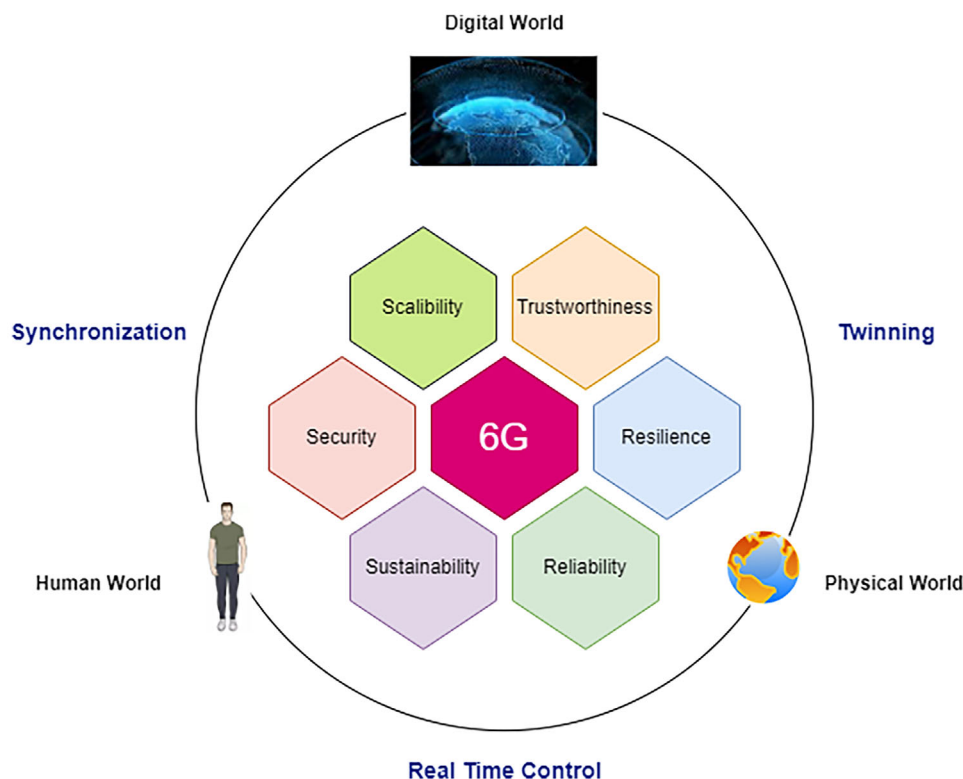 Digital World
Scalibility
Trustworthiness
Synchronization
Twinning
Security
6G
Resilience
Sustainability
Reliability
Human World
Physical World
Real Time Control